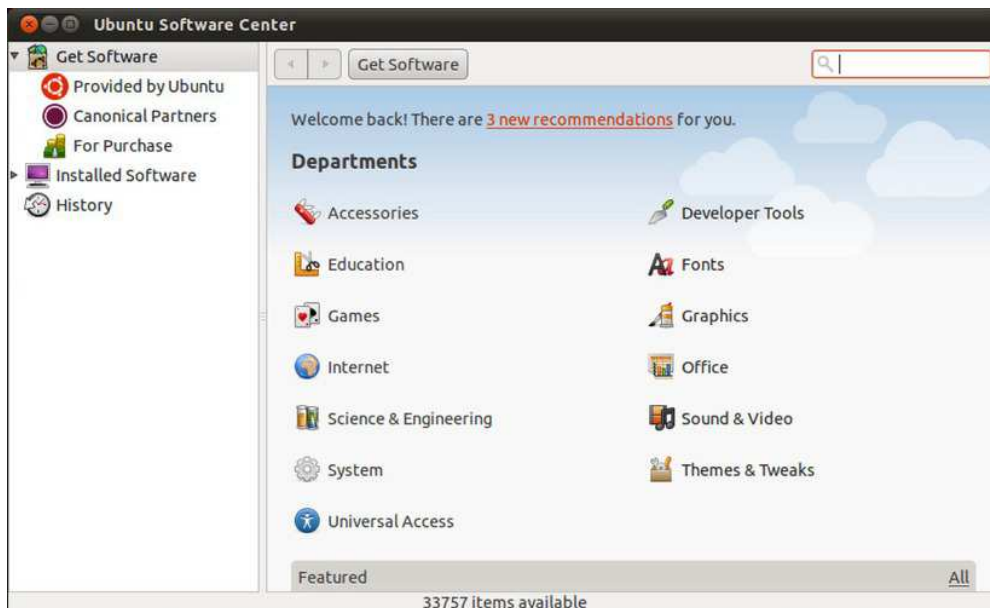 Ubuntu Software Center
Get Software
Provided by Ubuntu
Canonical Partners
For Purchase
Installed Software
History
Get Software
Welcome back! There are 3 new recommendations for you.
Departments
Accessories
Developer Tools
Education
Fonts
Games
Graphics
Internet
Office
Science & Engineering
Sound & Video
System
Themes & Tweaks
Universal Access
Featured
All
33757 items available